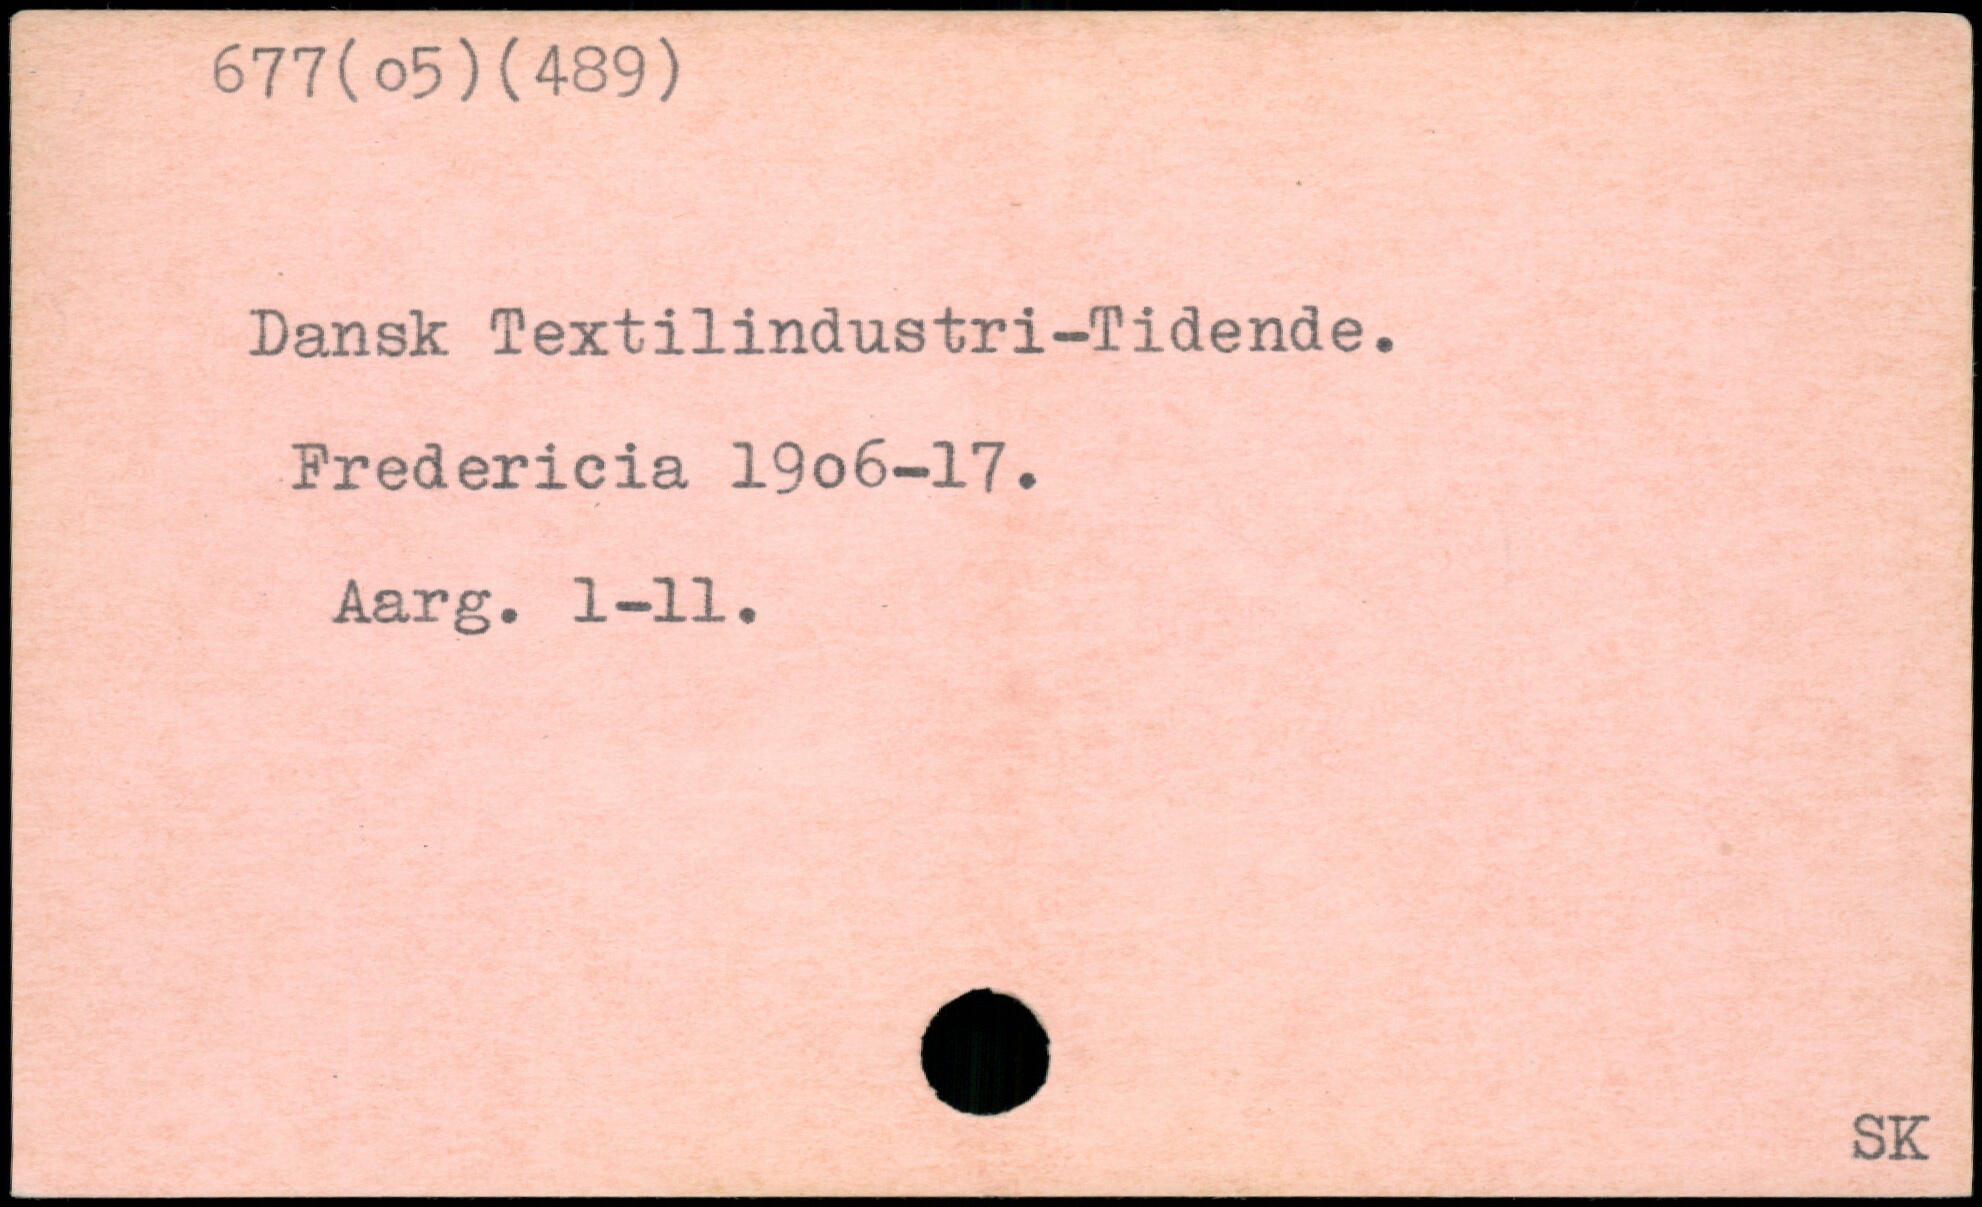 677(o5)(489)
Dansk Textilindustri-Tidende.
Fredericia 19o6-17.
Aarg. 1-11.
SK